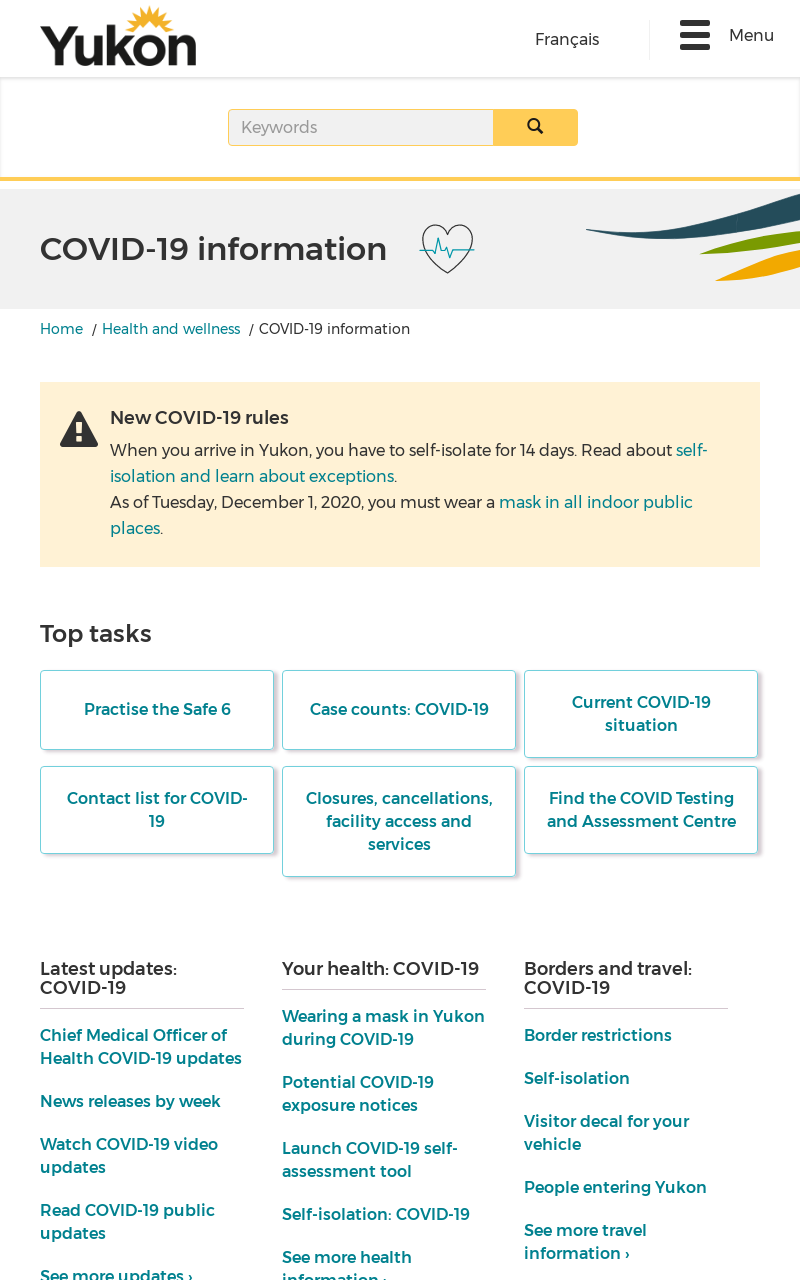 Yukon
Français
Menu
Keywords
COVID-19 information
Home / Health and wellness / COVID-19 information
New COVID-19 rules
When you arrive in Yukon, you have to self-isolate for 14 days. Read about self-
isolation and learn about exceptions.
As of Tuesday, December 1, 2020, you must wear a mask in all indoor public
places.
Top tasks
Practise the Safe 6
Case counts: COVID-19
Current COVID-19
situation
Contact list for COVID-
19
Closures, cancellations,
facility access and
services
Find the COVID Testing
and Assessment Centre
Latest updates:
COVID-19
Chief Medical Officer of
Health COVID-19 updates
News releases by week
Watch COVID-19 video
updates
Read COVID-19 public
updates
See more updates ›
Your health: COVID-19
Wearing a mask in Yukon
during COVID-19
Potential COVID-19
exposure notices
Launch COVID-19 self-
assessment tool
Self-isolation: COVID-19
See more health
information ›
Borders and travel:
COVID-19
Border restrictions
Self-isolation
Visitor decal for your
vehicle
People entering Yukon
See more travel
information ›